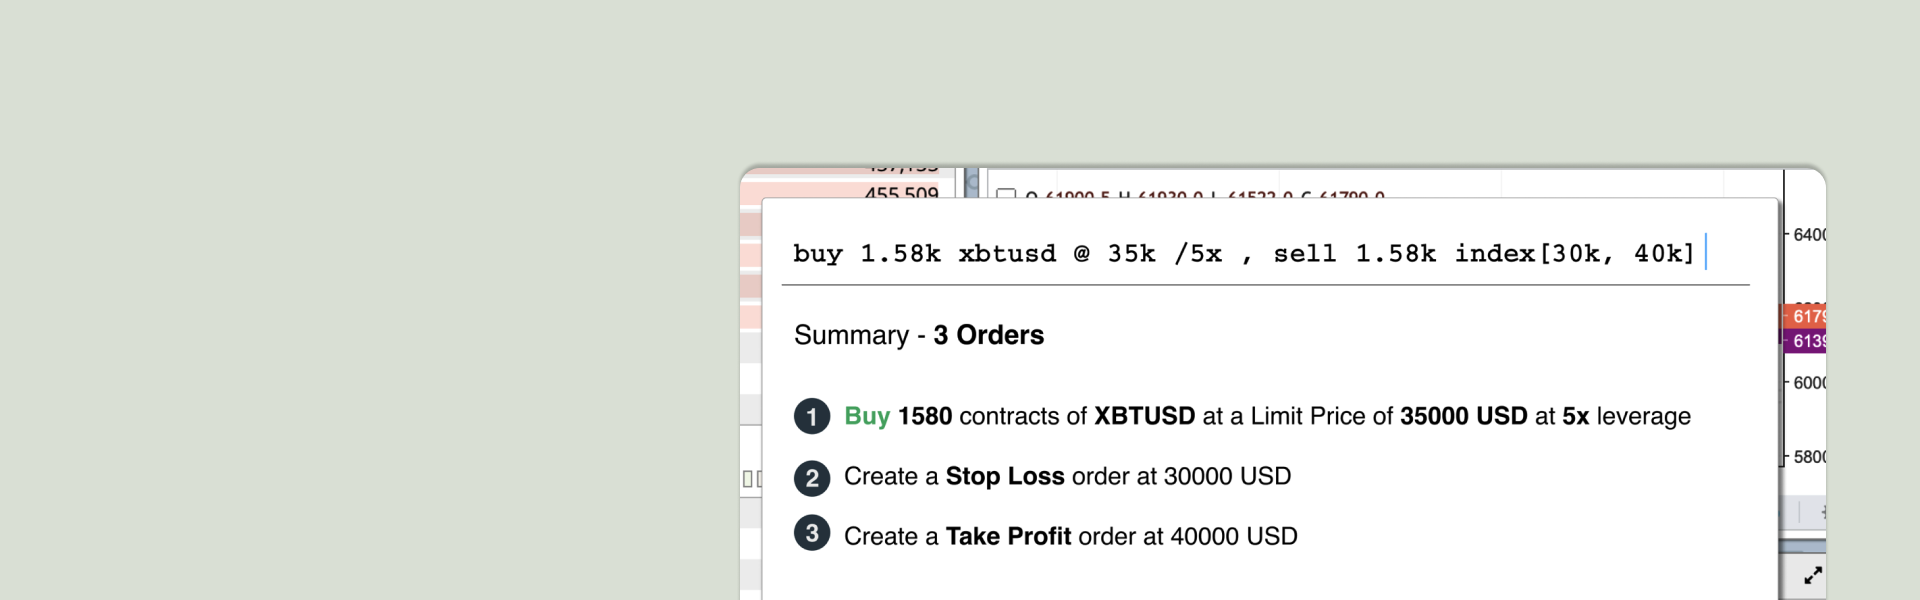 455,509
O 61900.5 H 61930.0 L 61522.0 C 61790.0
buy 1.58k xbtusd @ 35k /5x , sell 1.58k index[30k, 40k]
Summary - 3 Orders
1 Buy 1580 contracts of XBTUSD at a Limit Price of 35000 USD at 5x leverage
2 Create a Stop Loss order at 30000 USD
3 Create a Take Profit order at 40000 USD
6400
6179
6139
6000
5800